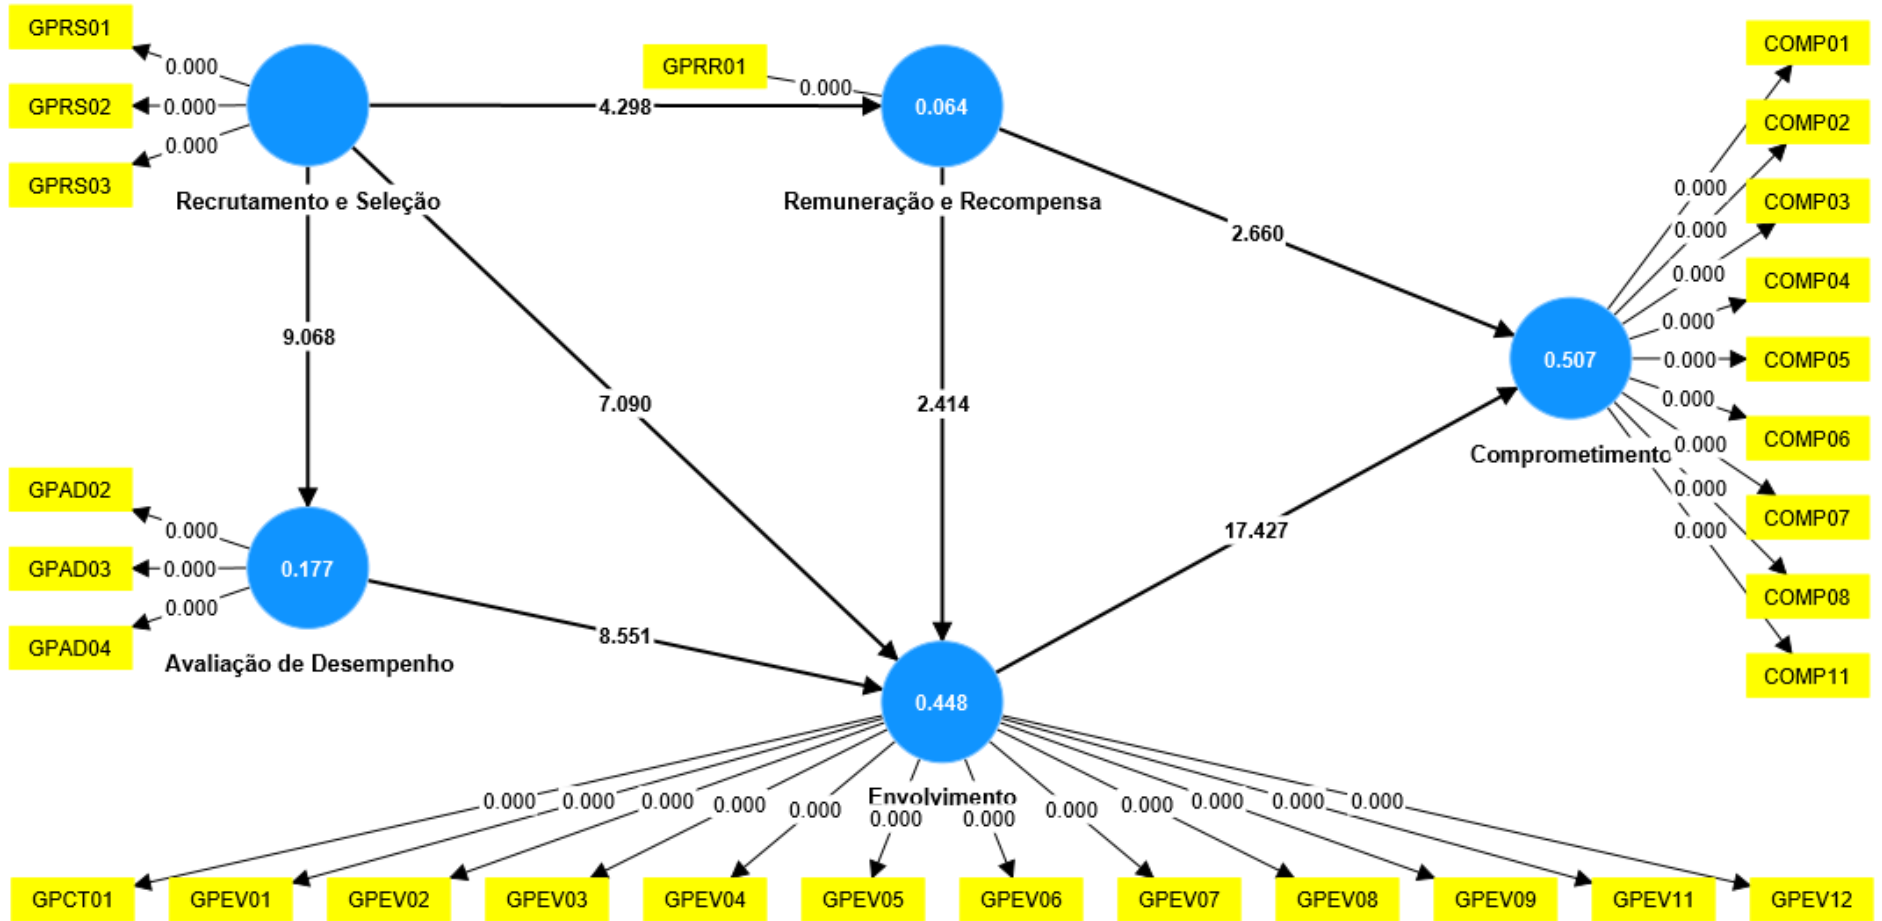 GPRS01
GPRS02
GPRS03
0.000
0.000
0.000
Recrutamento e Seleção
4.298
GPRR01
0.000
0.064
Remuneração e Recompensa
9.068
7.090
2.414
2.660
GPAD02
GPAD03
GPAD04
0.000
0.000
0.000
0.177
Avaliação de Desempenho
8.551
17.427
0.507
Comprometimento
0.000
0.000
0.000
0.000
0.000
0.000
0.000
0.000
0.000
COMP01
COMP02
COMP03
COMP04
COMP05
COMP06
COMP07
COMP08
COMP11
0.448
Envolvimento
0.000
0.000
0.000
0.000
0.000
0.000
0.000
0.000
0.000
0.000
0.000
0.000
GPCT01
GPEV01
GPEV02
GPEV03
GPEV04
GPEV05
GPEV06
GPEV07
GPEV08
GPEV09
GPEV11
GPEV12